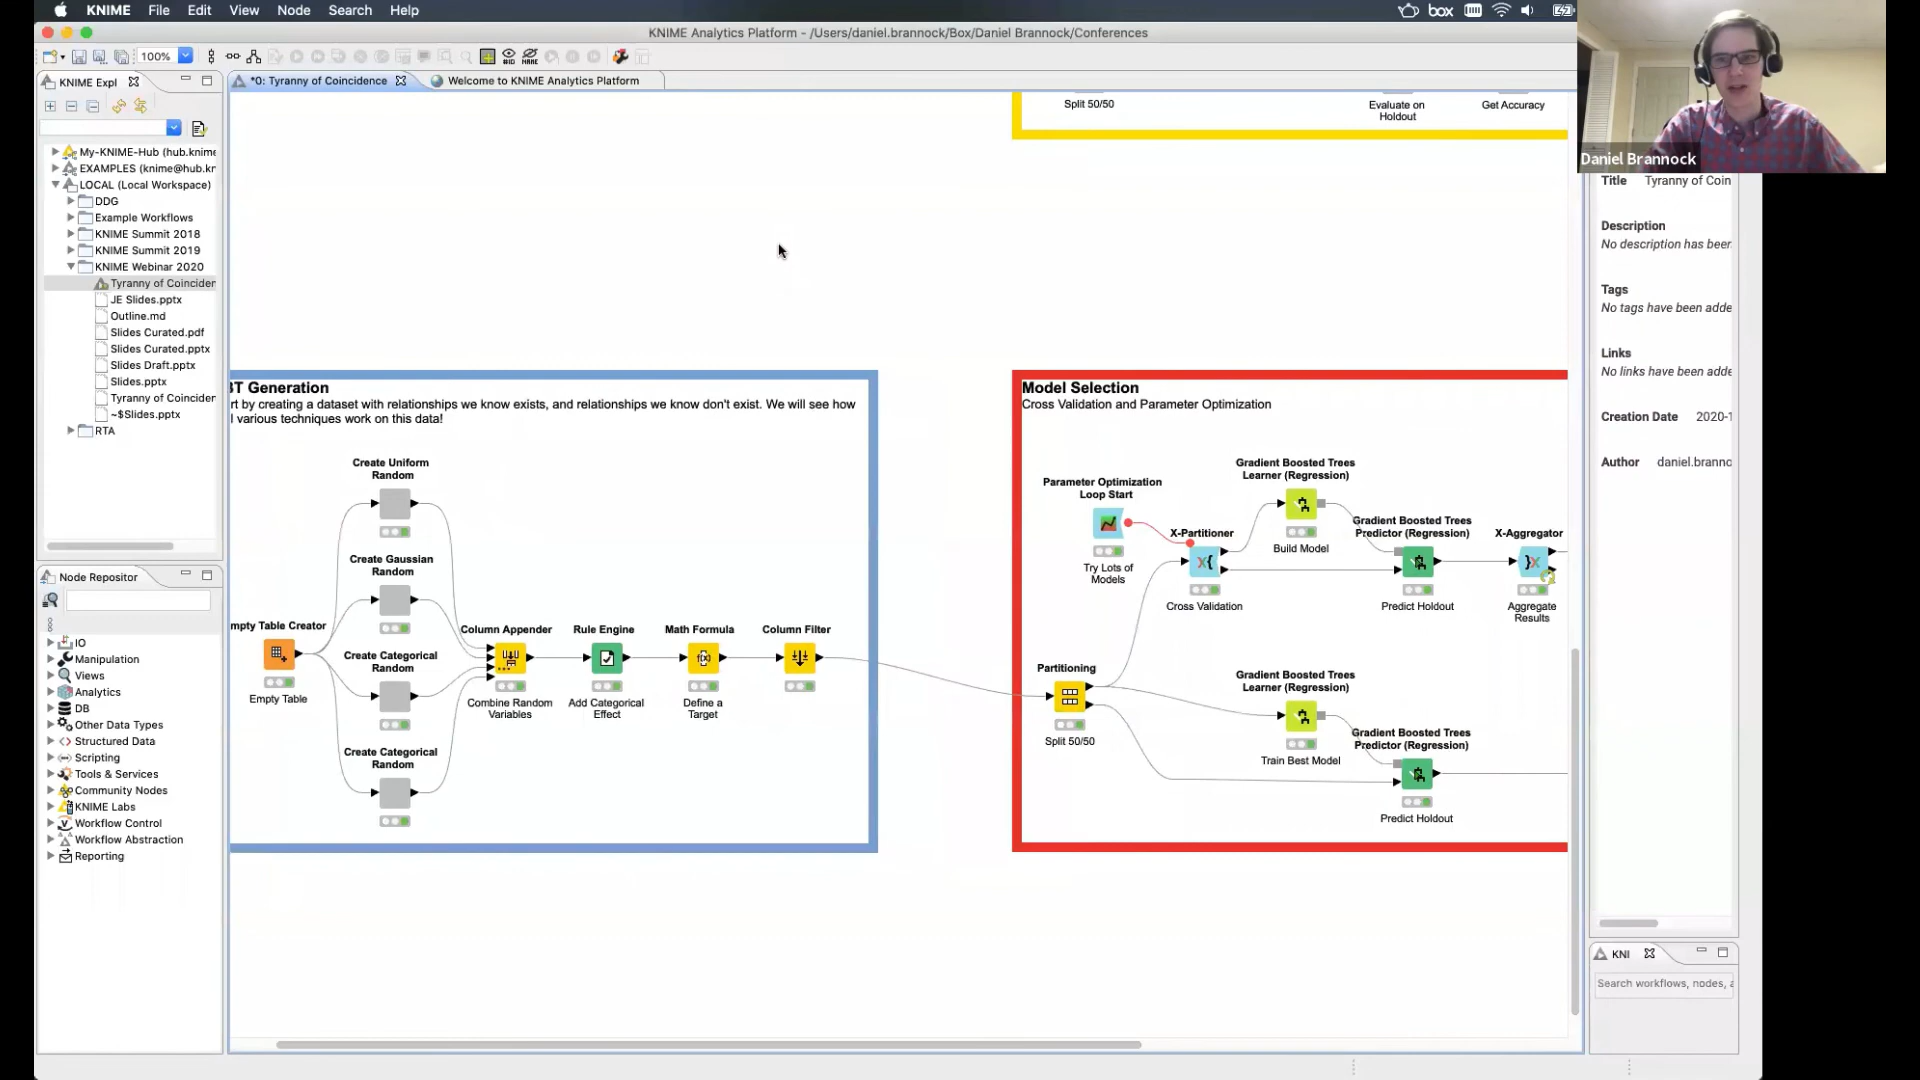 KNIME File Edit View Node Search Help
box
KNIME Analytics Platform - /Users/daniel.brannock/Box/Daniel Brannock/Conferences
100%
KNIME Expl
*0: Tyranny of Coincidence
Welcome to KNIME Analytics Platform
My-KNIME-Hub (hub.knime
EXAMPLES (knime@hub.kr
LOCAL (Local Workspace)
DDG
Example Workflows
KNIME Summit 2018
KNIME Summit 2019
KNIME Webinar 2020
Tyranny of Coinciden
JE Slides.pptx
Outline.md
Slides Curated.pdf
Slides Curated.pptx
Slides Draft.pptx
Slides.pptx
Tyranny of Coinciden
~$Slides.pptx
RTA
Node Repositor
IO
Manipulation
Views
Analytics
DB
Other Data Types
Structured Data
Scripting
Tools & Services
Community Nodes
KNIME Labs
Workflow Control
Workflow Abstraction
Reporting
Split 50/50
Evaluate on
Holdout
Get Accuracy
BT Generation
rt by creating a dataset with relationships we know exists, and relationships we know don't exist. We will see how
various techniques work on this data!
Create Uniform
Random
Create Gaussian
Random
Create Categorical
Random
Create Categorical
Random
mpty Table Creator
Empty Table
Column Appender
Combine Random
Variables
Rule Engine
Add Categorical
Effect
Math Formula
f(x)
Define a
Target
Column Filter
Model Selection
Cross Validation and Parameter Optimization
Parameter Optimization
Loop Start
Try Lots of
Models
X-Partitioner
Cross Validation
Gradient Boosted Trees
Learner (Regression)
Build Model
Gradient Boosted Trees
Predictor (Regression)
Predict Holdout
X-Aggregator
Aggregate
Results
Partitioning
Split 50/50
Gradient Boosted Trees
Learner (Regression)
Train Best Model
Gradient Boosted Trees
Predictor (Regression)
Predict Holdout
Daniel Brannock
Title Tyranny of Coin
Description
No description has been
Tags
No tags have been adde
Links
No links have been adde
Creation Date 2020-1
Author daniel.branno
KNI
Search workflows, nodes, a